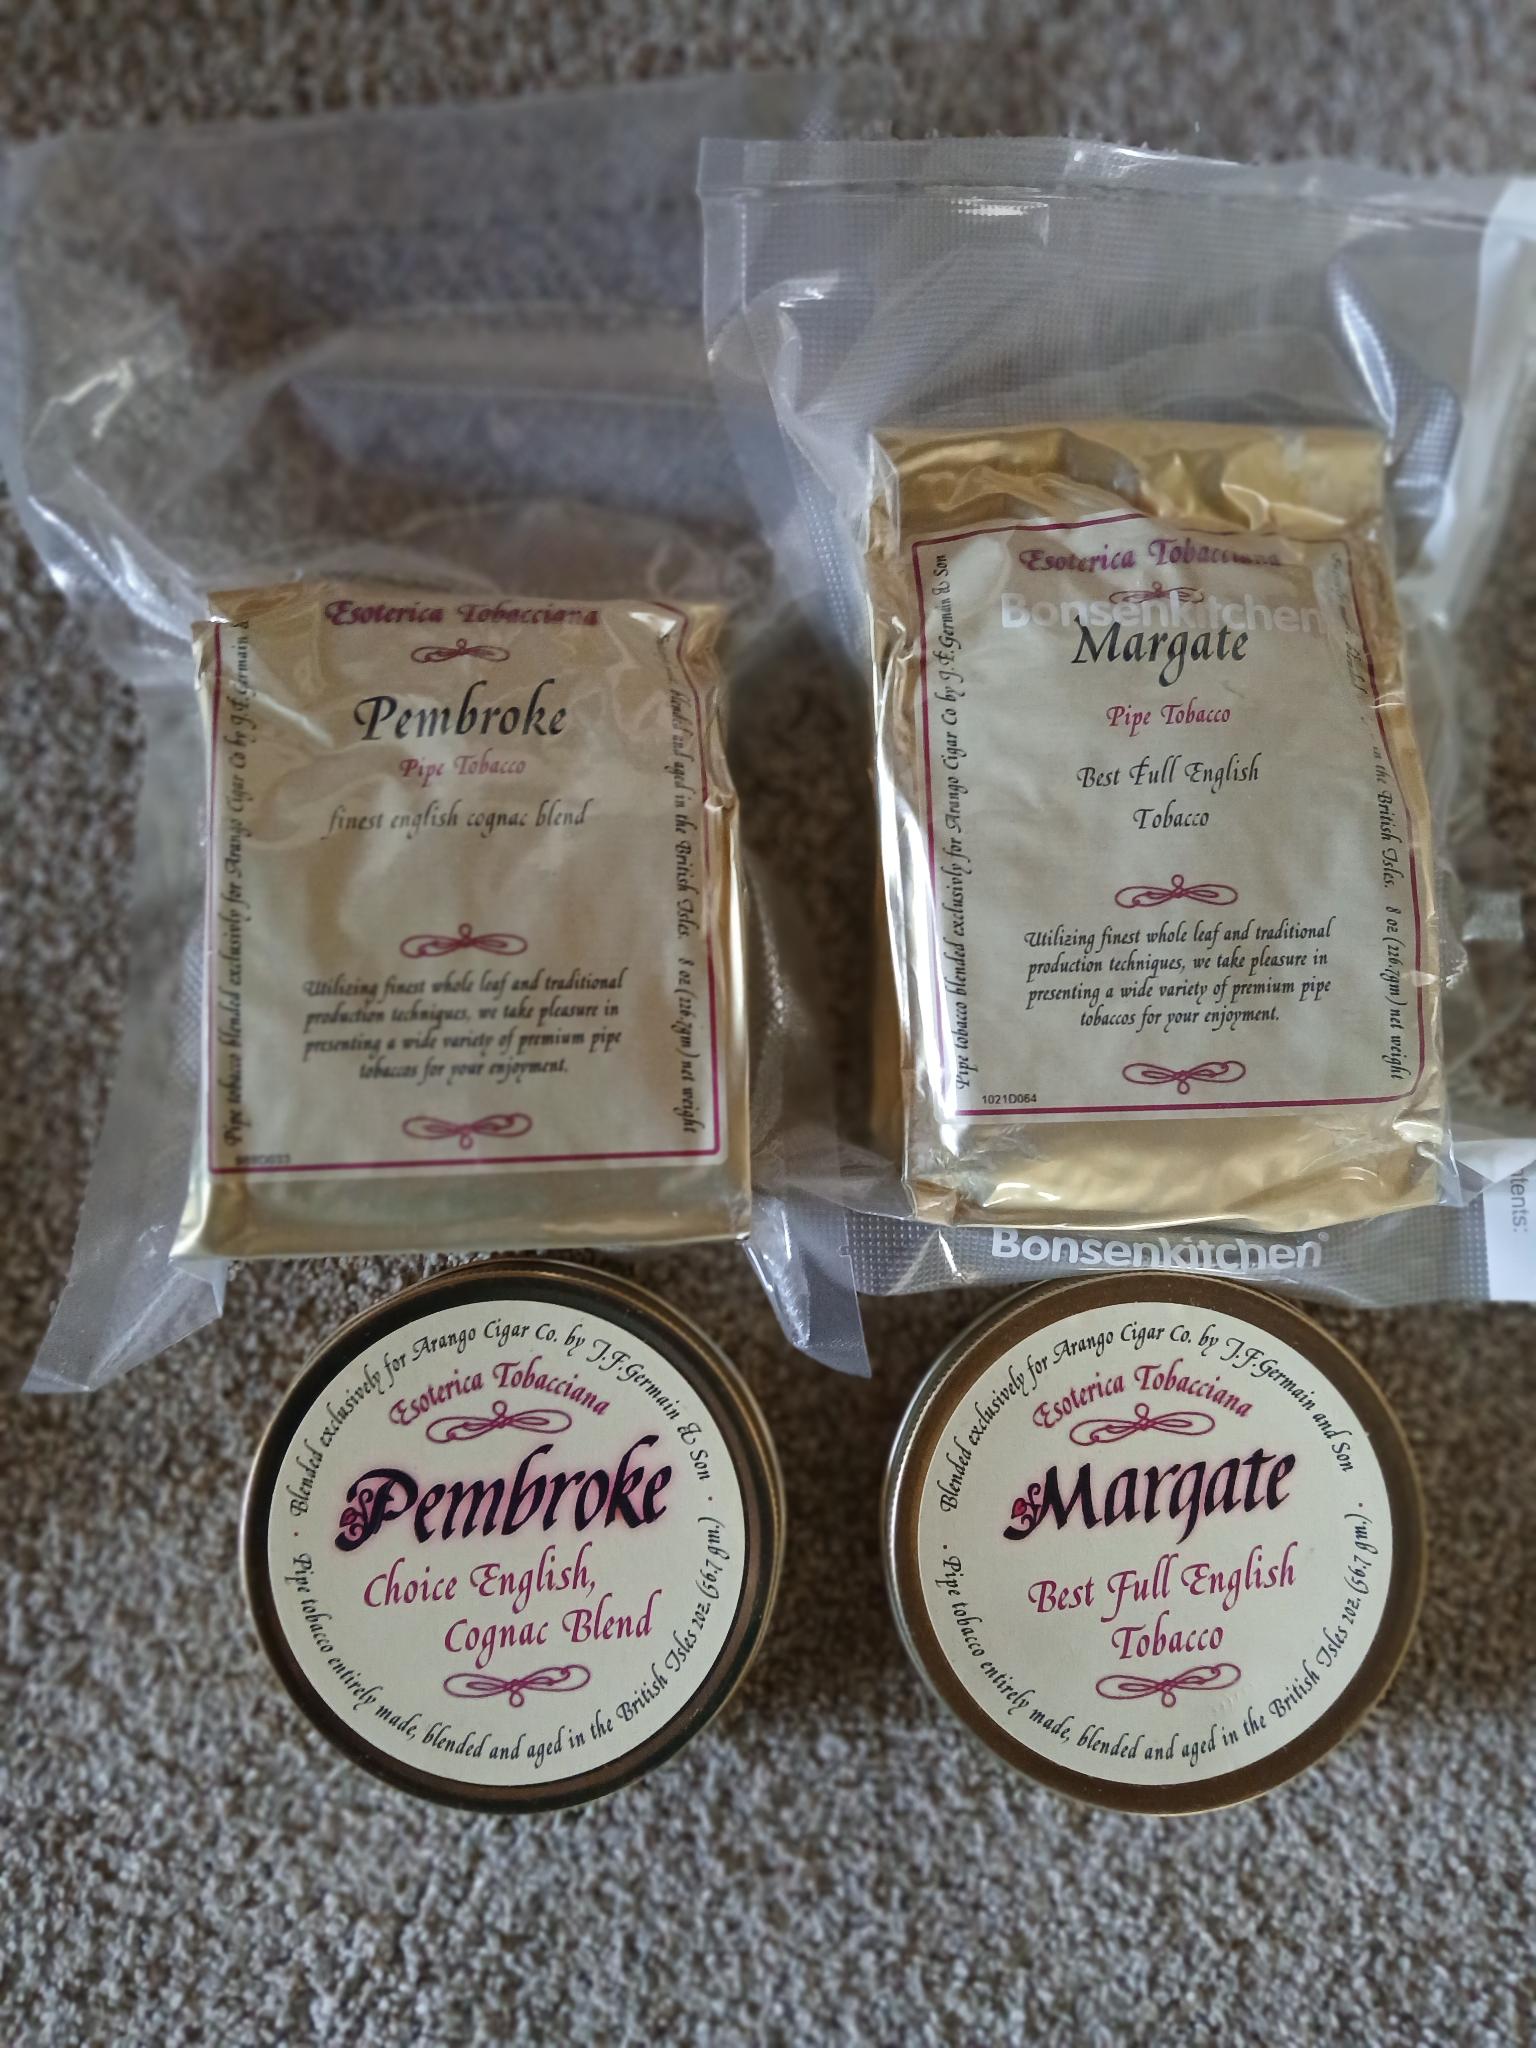 Esoterica Tobacciana
Pembroke
Pipe Tobacco
finest english cognac blend
Utilizing finest whole leaf and traditional
production techniques, we take pleasure in
presenting a wide variety of premium pipe
tobaccos for your enjoyment.
Pipe tobacco blended exclusivly for Arango Cigar Co by J.F.Germain &
blended and aged in the British Isles. 8 oz (226.7gm) net weight
Esoterica Tobacciana
Bonsenkitchen
Margate
Pipe Tobacco
Best Full English
Tobacco
Utilizing finest whole leaf and traditional
production techniques, we take pleasure in
presenting a wide variety of premium pipe
tobaccos for your enjoyment.
Pipe tobacco blended exclusivly for Arango Cigar Co by J.F.Germain & Son
in the British Isles. 8 oz (226.7gm) net weight
1021D064
Bonsenkitchen®
ntents:
Blended exclusively for Arango Cigar Co. by J.F.Germain & Son
Esoterica Tobacciana
Pembroke
Choice English,
Cognac Blend
Pipe tobacco entirely made, blended and aged in the British Isles 2oz.(56.7 gm.)
Blended exclusively for Arango Cigar Co. by J.F.Germain and Son
Esoterica Tobacciana
Margate
Best Full English
Tobacco
Pipe tobacco entirely made, blended and aged in the British Isles 2oz.(56.7 gm.)